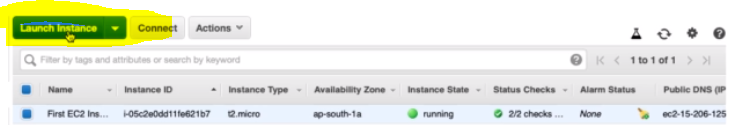 Launch Instance Connect Actions
Filter by tags and attributes or search by keyword 1 to 1 of 1
Name Instance ID Instance Type Availability Zone Instance State Status Checks Alarm Status Public DNS (IP
First EC2 Ins... i-05c2e0dd11fe621b7 t2.micro ap-south-1a running 2/2 checks ... None ec2-15-206-125